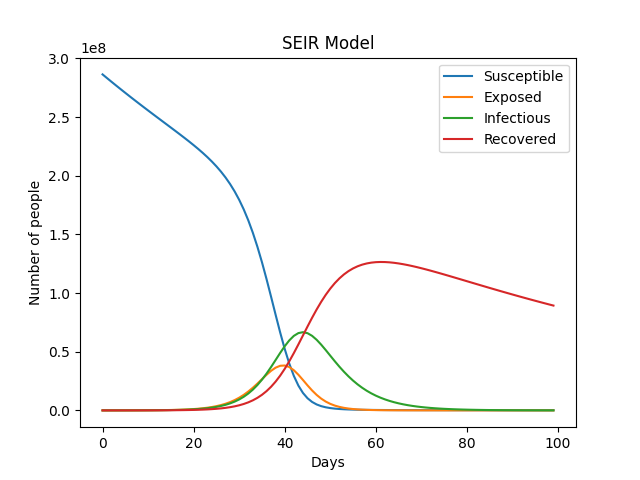 SEIR Model
1e8
3.0
2.5
2.0
1.5
1.0
0.5
0.0
Number of people
Susceptible
Exposed
Infectious
Recovered
0 20 40 60 80 100
Days